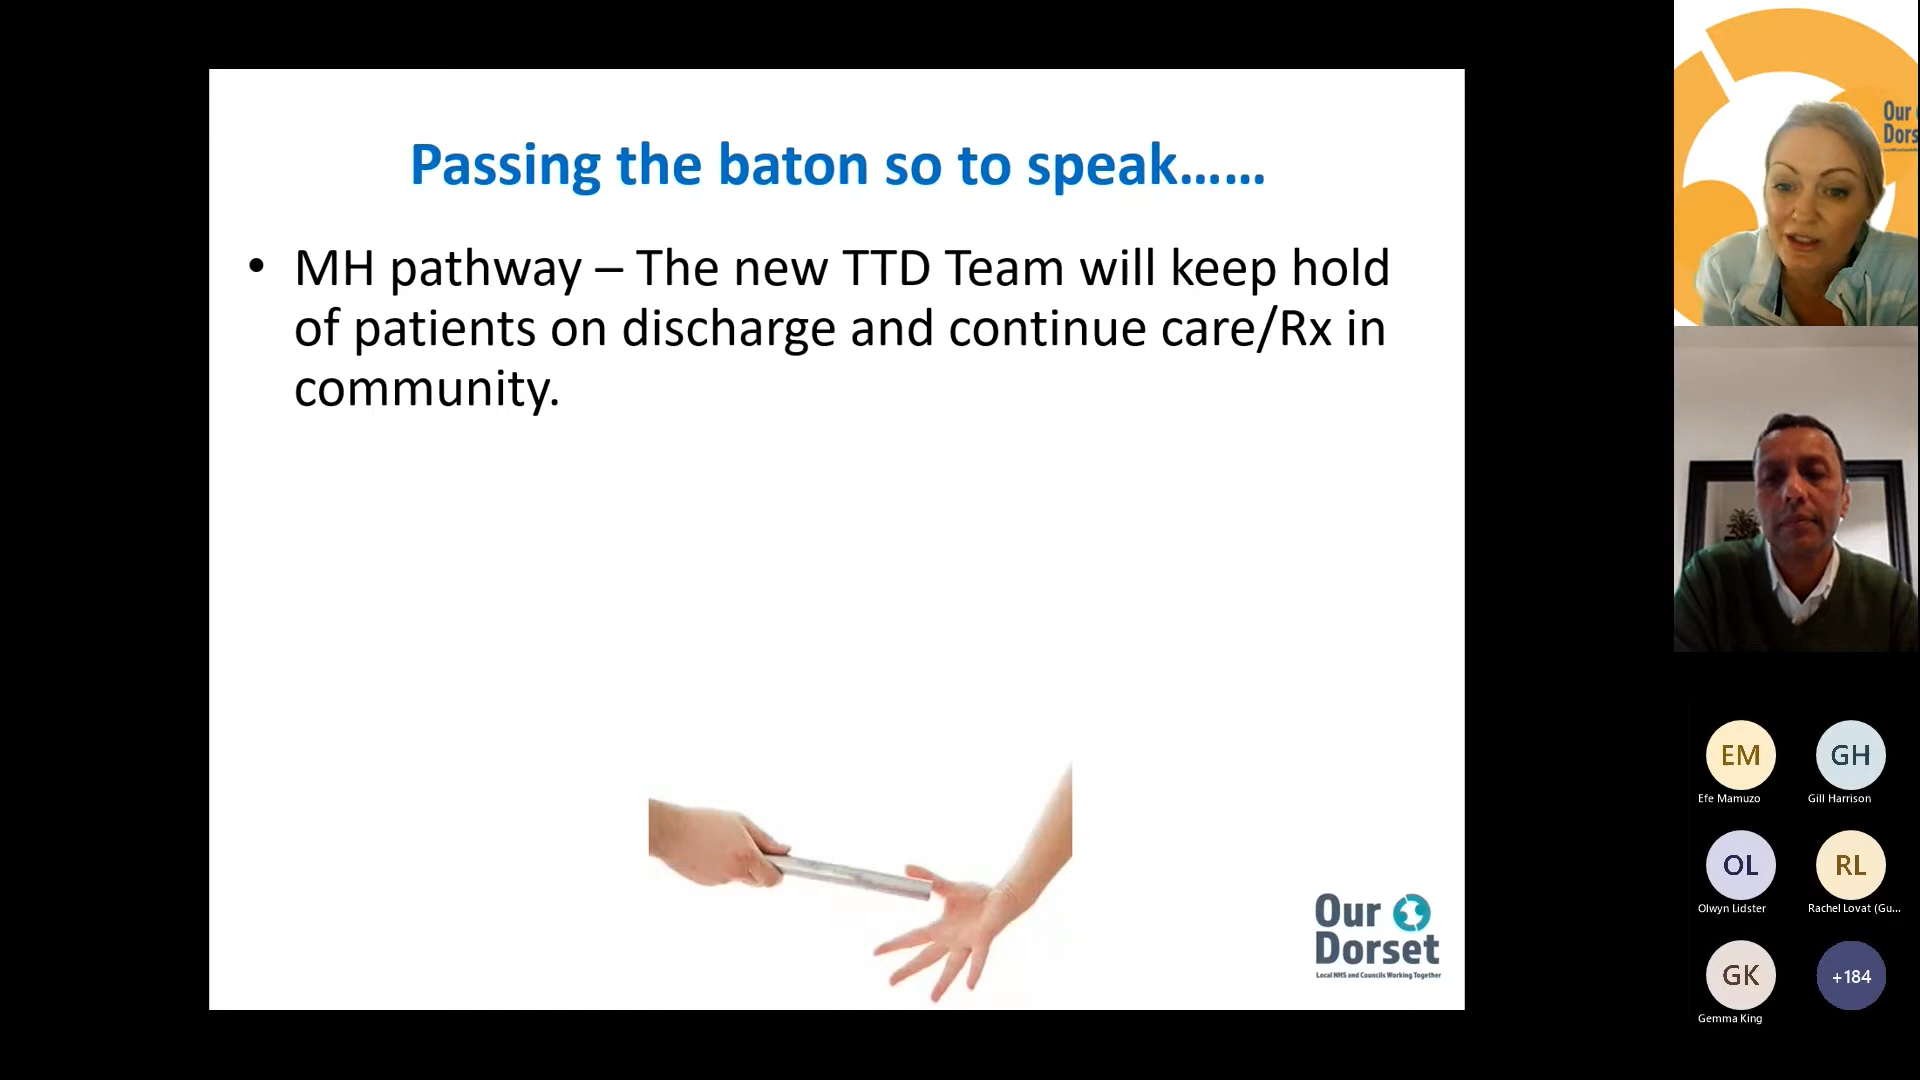 Passing the baton so to speak......
• MH pathway – The new TTD Team will keep hold
of patients on discharge and continue care/Rx in
community.
Our
Dorset
Local NHS and Councils Working Together
Our
Dors
EM
Efe Mamuzo
GH
Gill Harrison
OL
Olwyn Lidster
RL
Rachel Lovat (Gu...
GK
Gemma King
+184